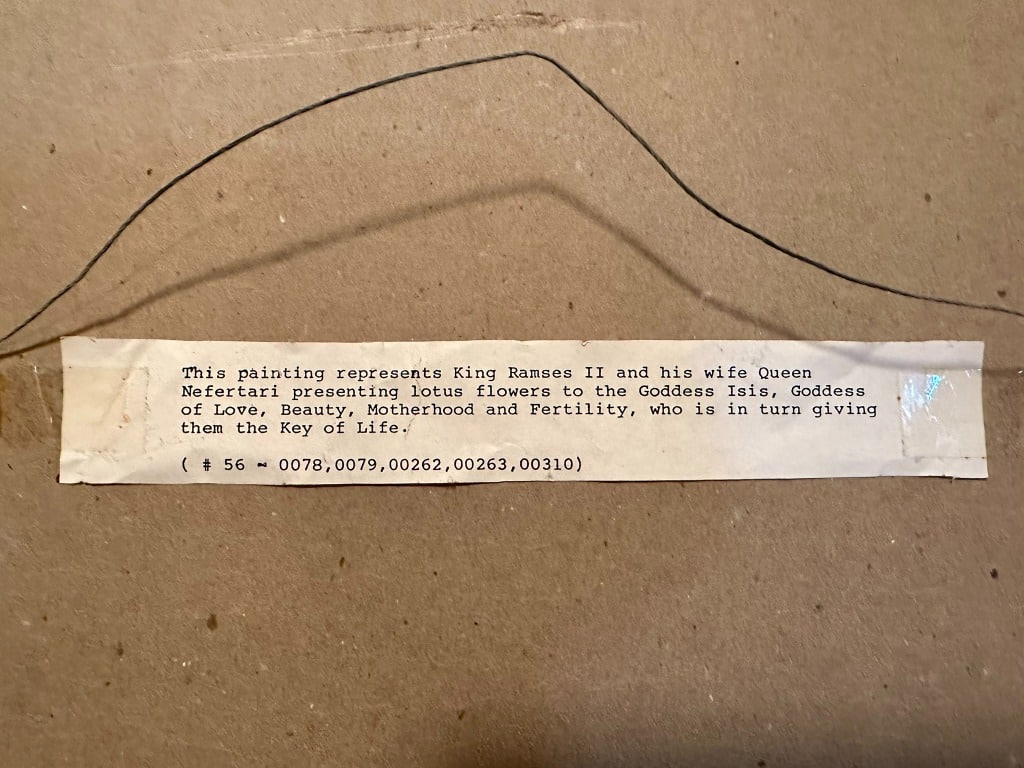 This painting represents King Ramses II and his wife Queen
Nefertari presenting lotus flowers to the Goddess Isis, Goddess
of Love, Beauty, Motherhood and Fertility, who is in turn giving
them the Key of Life.
( # 56 ~ 0078,0079,00262,00263,00310)